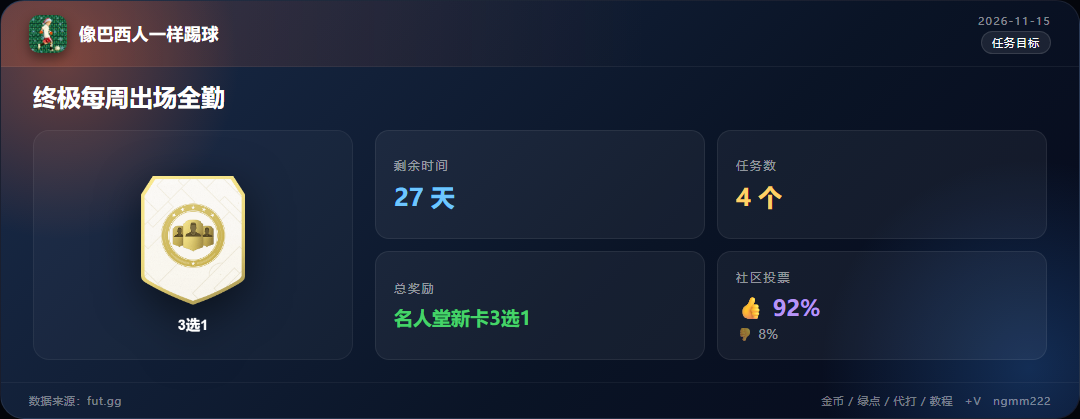 像巴西人一样踢球
2026-11-15
任务目标
终极每周出场全勤
3选1
剩余时间
27 天
任务数
4 个
总奖励
名人堂新卡3选1
社区投票
👍 92%
👎 8%
数据来源：fut.gg
金币 / 绿点 / 代打 / 教程 +V ngmm222